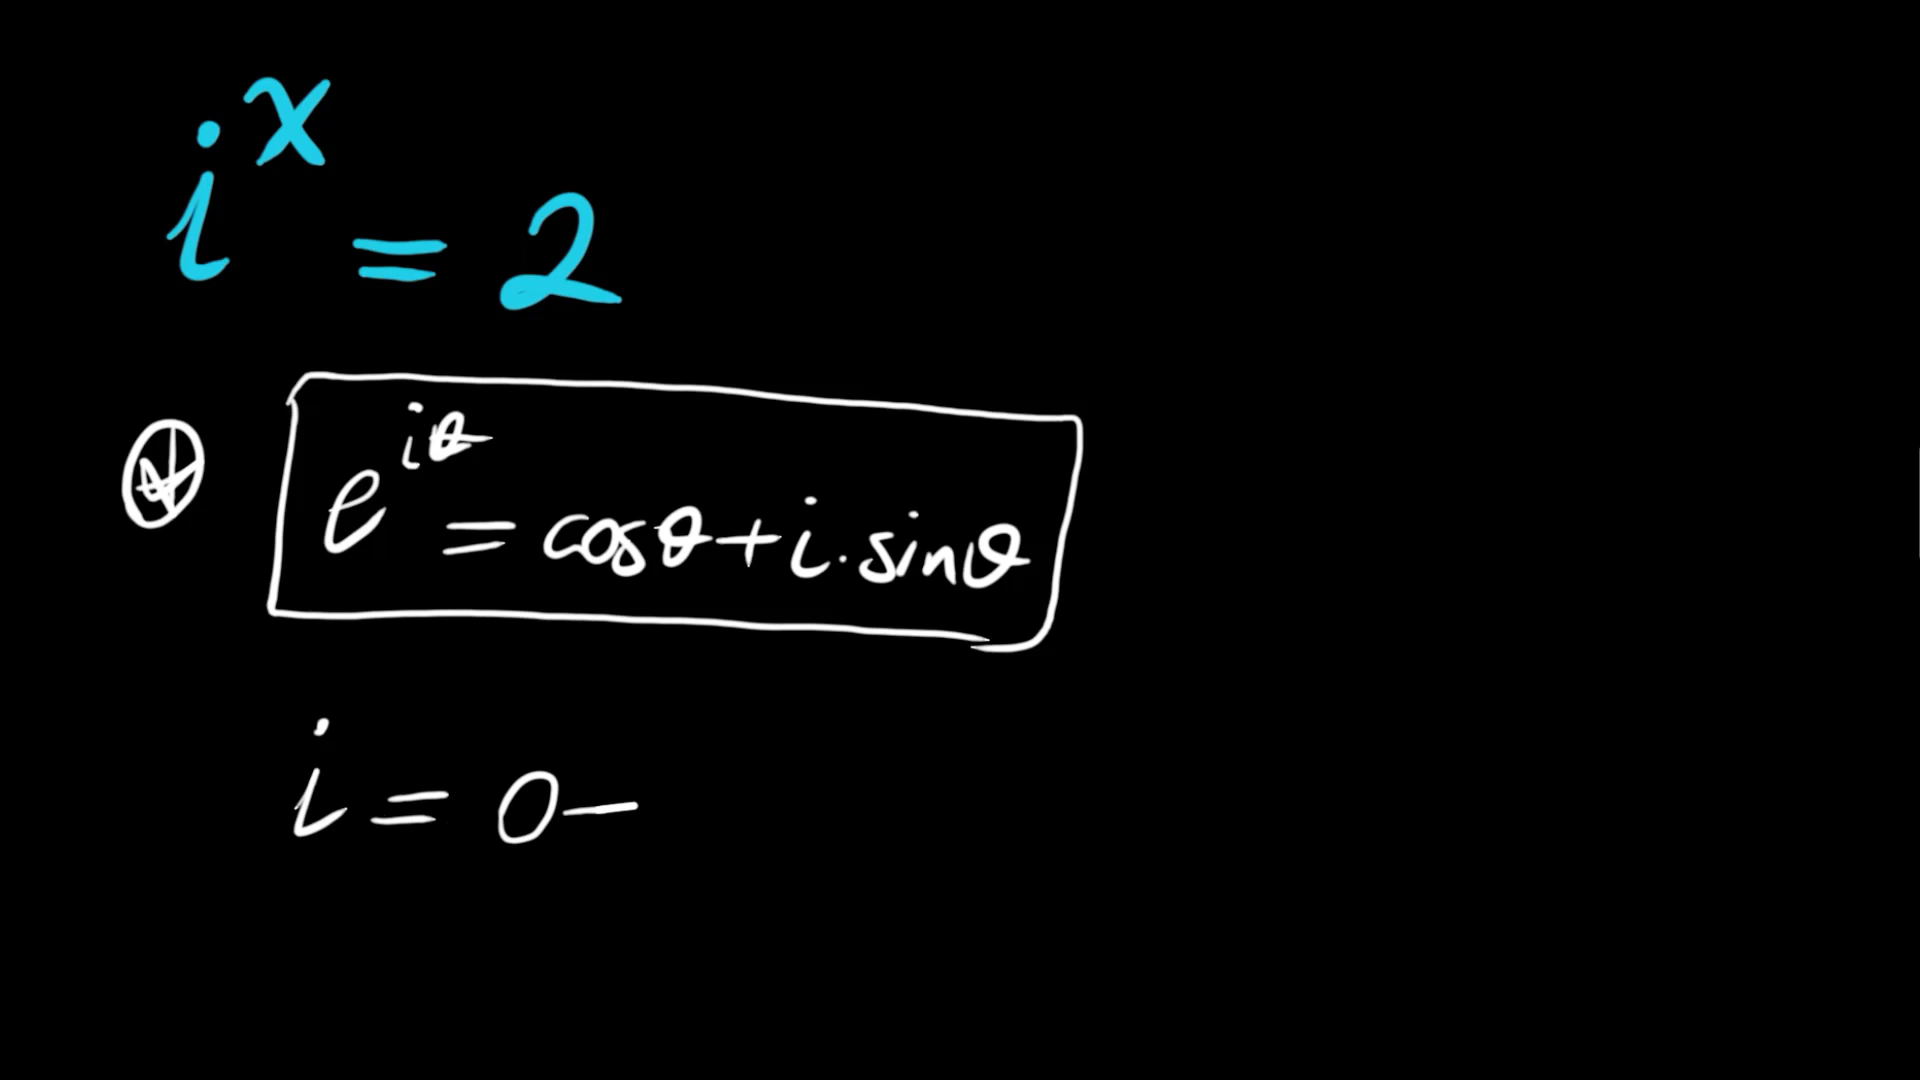 i^x = 2
e^{iθ} = cosθ + i·sinθ
i = 0 −